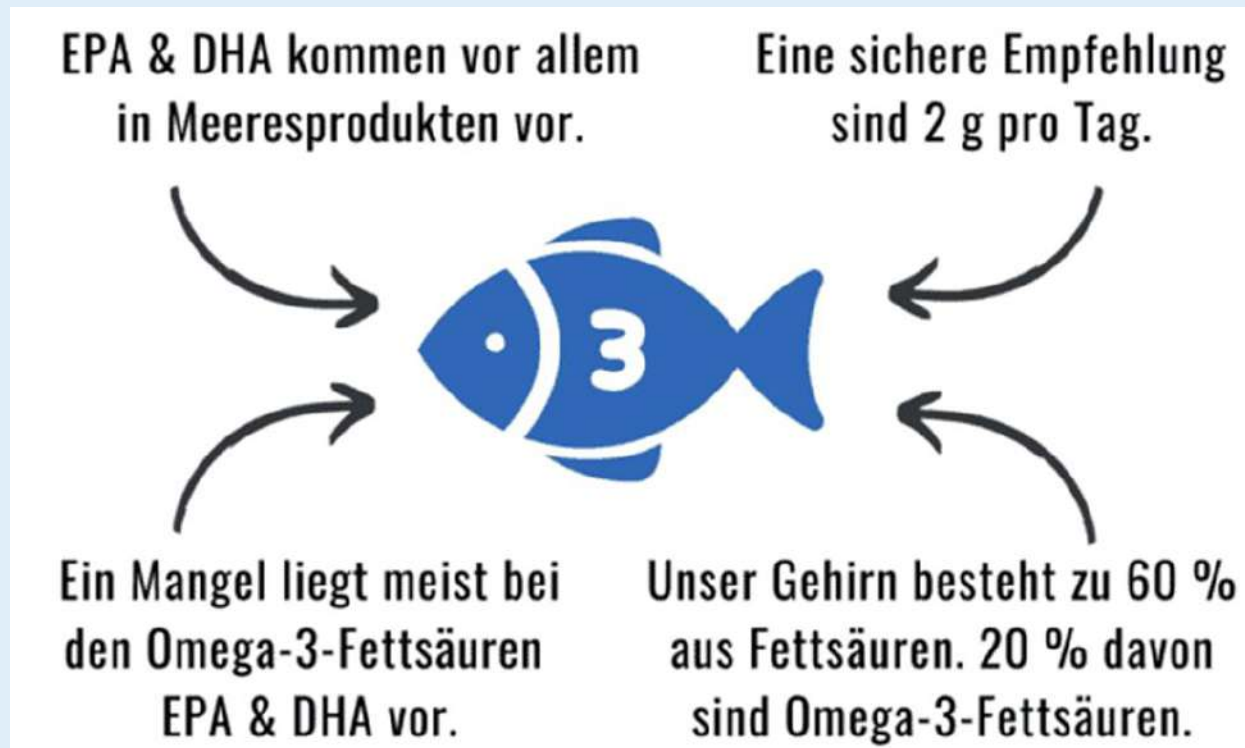 EPA & DHA kommen vor allem
in Meeresprodukten vor.
Eine sichere Empfehlung
sind 2 g pro Tag.
3
Ein Mangel liegt meist bei
den Omega-3-Fettsäuren
EPA & DHA vor.
Unser Gehirn besteht zu 60 %
aus Fettsäuren. 20 % davon
sind Omega-3-Fettsäuren.